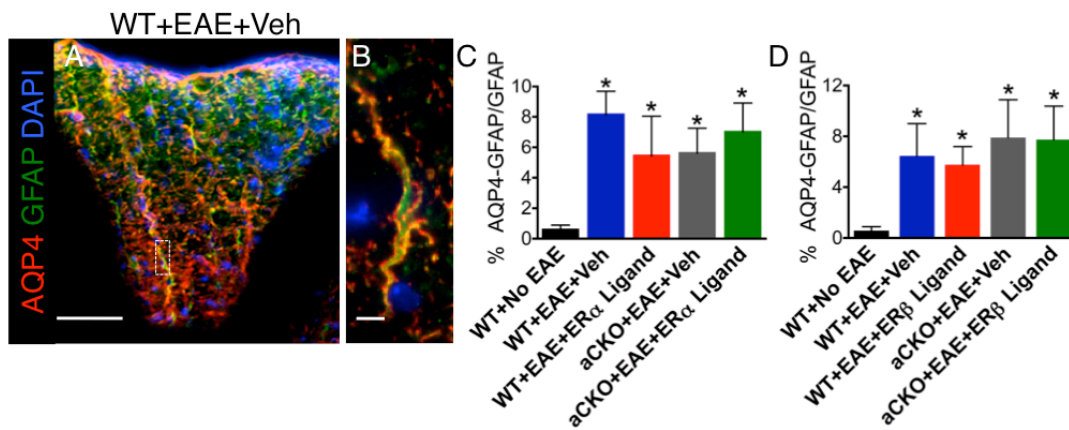 WT+EAE+Veh
AQP4 GFAP DAPI
A
B
C
% AQP4-GFAP/GFAP
10
8
6
4
2
0
*
*
*
*
WT+No EAE
WT+EAE+Veh
WT+EAE+ERα Ligand
aCKO+EAE+Veh
aCKO+EAE+ERα Ligand
D
% AQP4-GFAP/GFAP
12
8
4
0
*
*
*
*
WT+No EAE
WT+EAE+Veh
WT+EAE+ERβ Ligand
aCKO+EAE+Veh
aCKO+EAE+ERβ Ligand